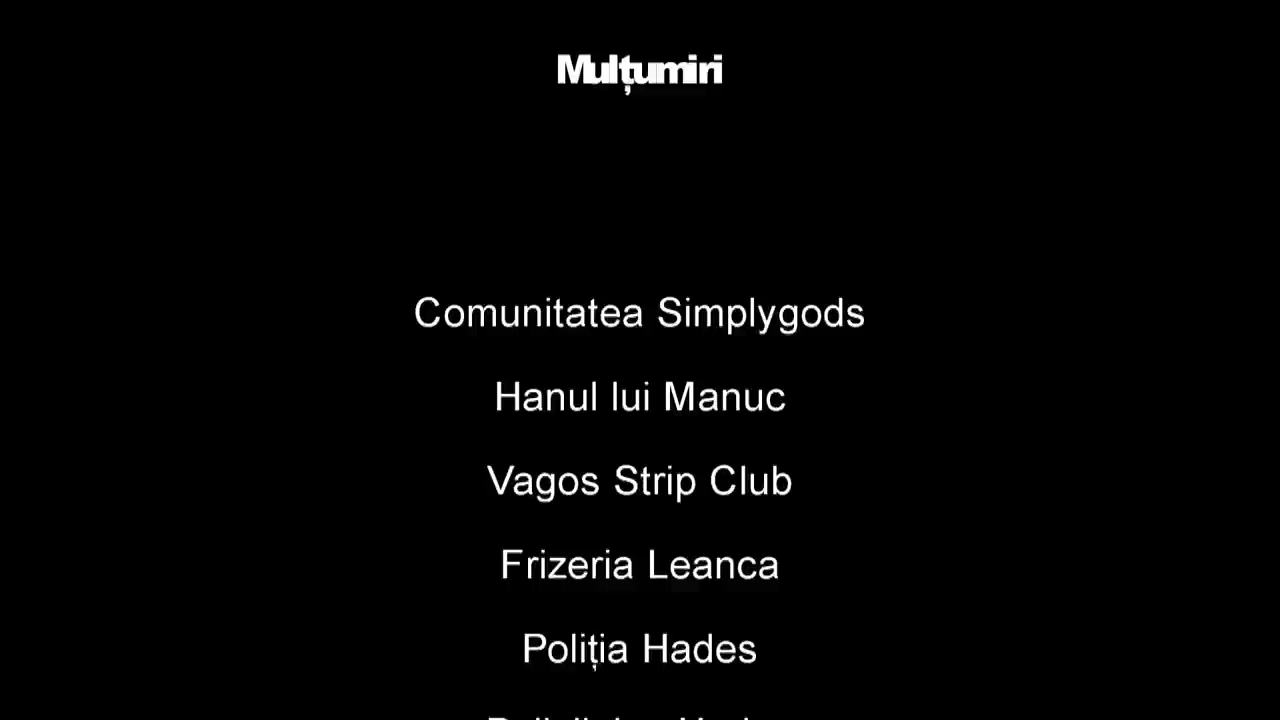 Mulțumiri
Comunitatea Simplygods
Hanul lui Manuc
Vagos Strip Club
Frizeria Leanca
Poliția Hades